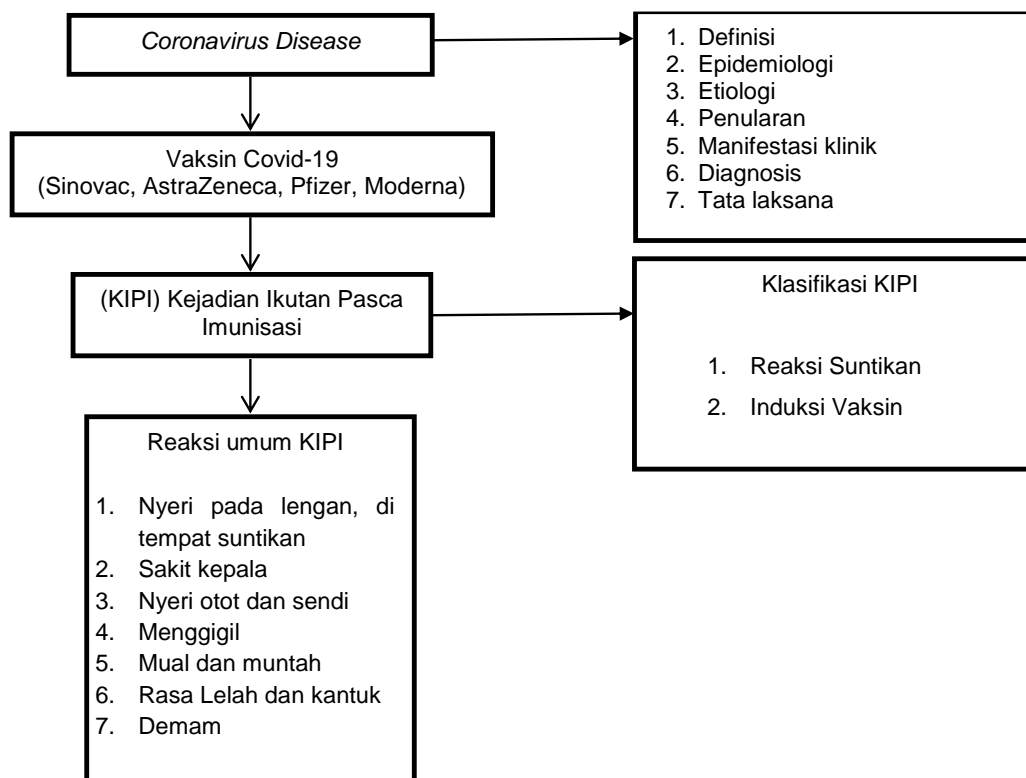 Coronavirus Disease
1. Definisi
2. Epidemiologi
3. Etiologi
4. Penularan
5. Manifestasi klinik
6. Diagnosis
7. Tata laksana
Vaksin Covid-19
(Sinovac, AstraZeneca, Pfizer, Moderna)
(KIPI) Kejadian Ikutan Pasca
Imunisasi
Klasifikasi KIPI
1. Reaksi Suntikan
2. Induksi Vaksin
Reaksi umum KIPI
1. Nyeri pada lengan, di
tempat suntikan
2. Sakit kepala
3. Nyeri otot dan sendi
4. Menggigil
5. Mual dan muntah
6. Rasa Lelah dan kantuk
7. Demam